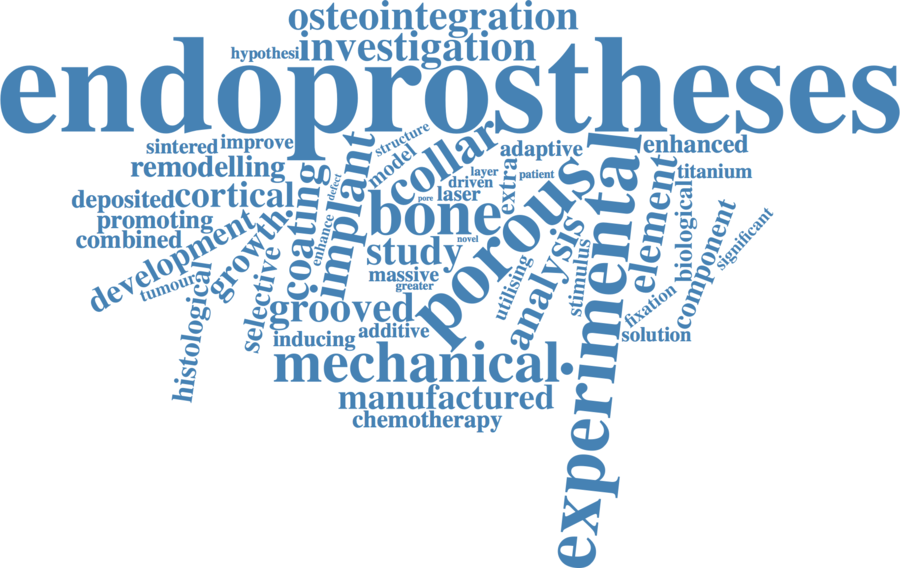 osteointegration
hypothesi investigation
endoprostheses
sintered improve
structure
collar
adaptive
enhanced
remodelling
implant
model
layer
extra
patient
porous
experimental
element
titanium
deposited cortical
coating
defect
driven
pore laser
biological
promoting
growth.
enhance
bone
component
significant
combined
development
study
novel
analysis
stimulus
tumour
histological
selective
massive
greater
utilising
fixation
grooved
additive
solution
inducing
mechanical.
manufactured
chemotherapy